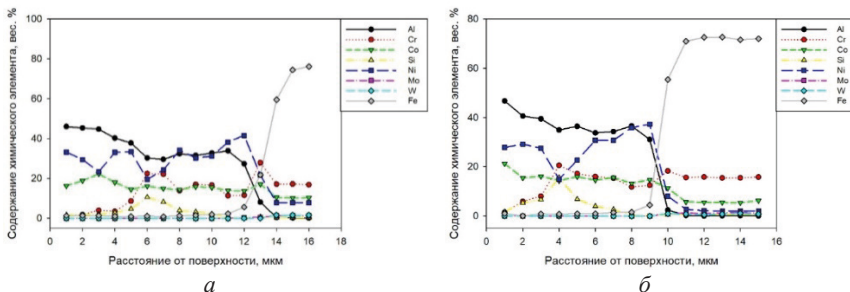 Содержание химического элемента, вес. %
100
80
60
40
20
0
0 2 4 6 8 10 12 14 16 18
Расстояние от поверхности, мкм
Al
Cr
Co
Si
Ni
Mo
W
Fe
а
Содержание химического элемента, вес. %
80
60
40
20
0
0 2 4 6 8 10 12 14 16
Расстояние от поверхности, мкм
Al
Cr
Co
Si
Ni
Mo
W
Fe
б